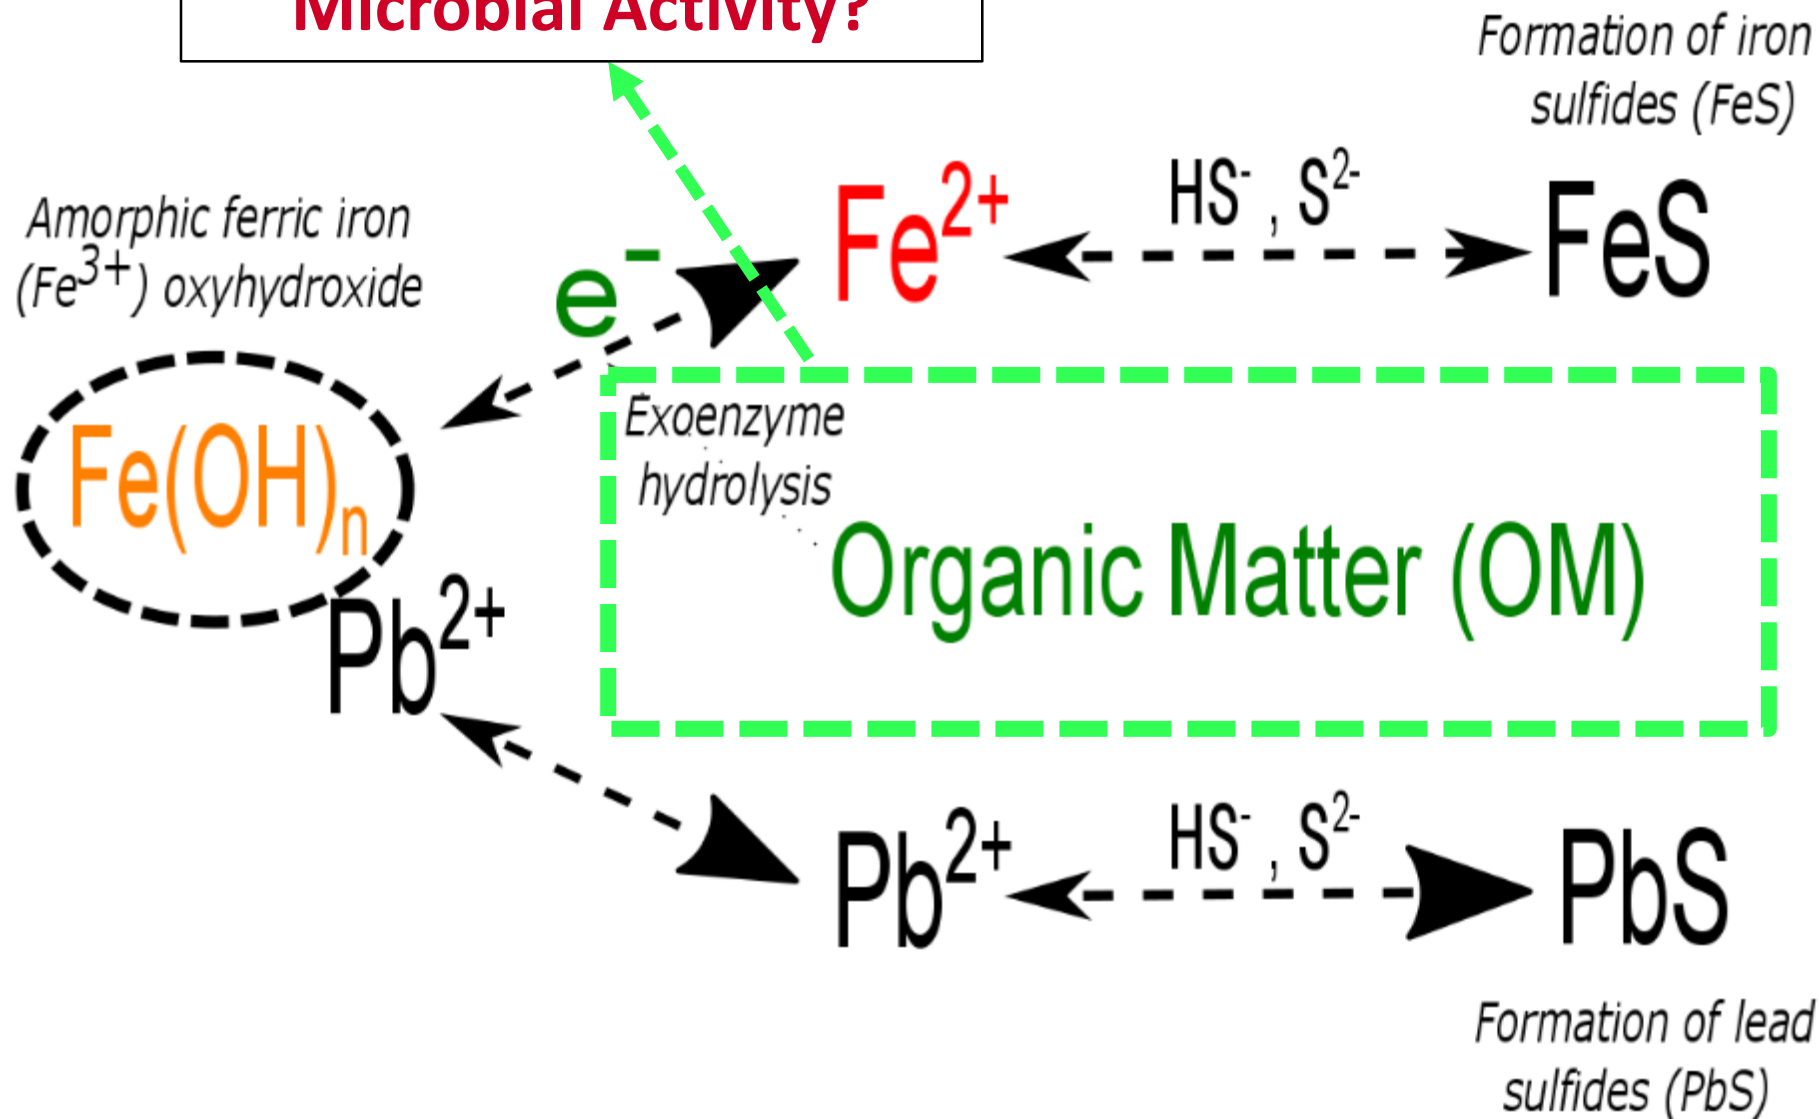 Microbial Activity?
Formation of iron
sulfides (FeS)
Amorphic ferric iron
(Fe³⁺) oxyhydroxide
e⁻
Fe²⁺
HS⁻, S²⁻
FeS
Fe(OH)ₙ
Exoenzyme
hydrolysis
Organic Matter (OM)
Pb²⁺
Pb²⁺
HS⁻, S²⁻
PbS
Formation of lead
sulfides (PbS)